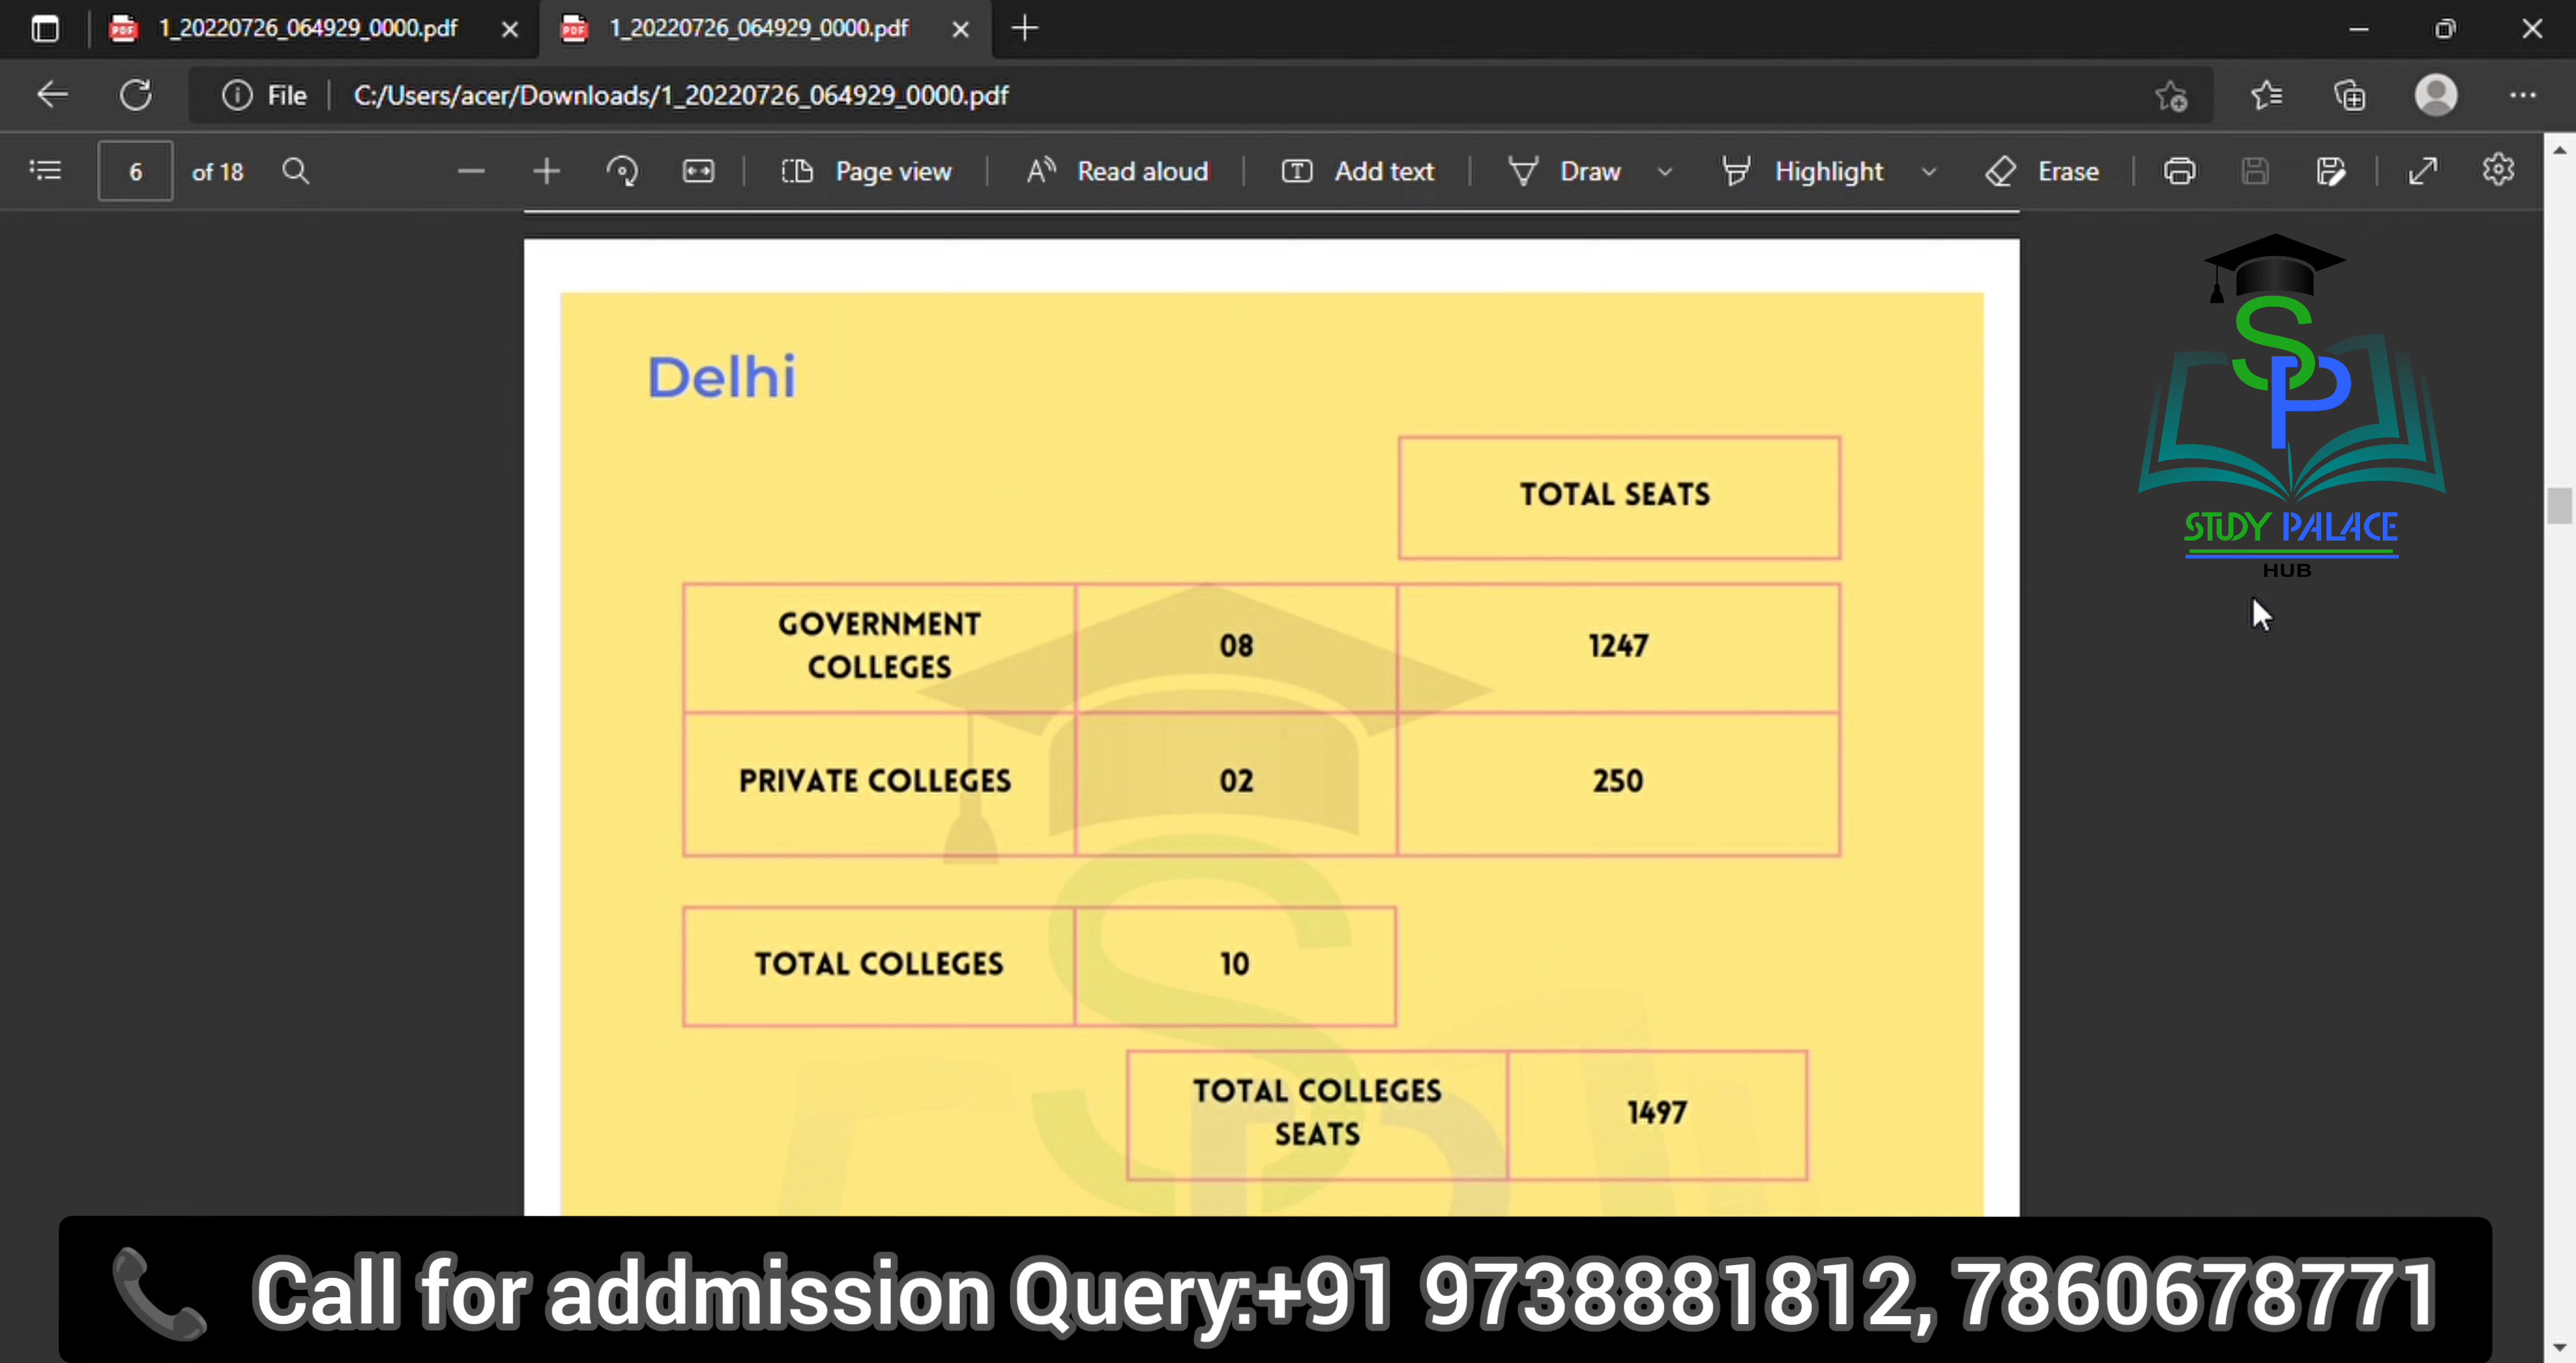 1_20220726_064929_0000.pdf
1_20220726_064929_0000.pdf
File
C:/Users/acer/Downloads/1_20220726_064929_0000.pdf
6 of 18
Page view
Read aloud
Add text
Draw
Highlight
Erase
Delhi
TOTAL SEATS
GOVERNMENT
COLLEGES
08
1247
PRIVATE COLLEGES
02
250
TOTAL COLLEGES
10
TOTAL COLLEGES
SEATS
1497
SP
STUDY PALACE
HUB
Call for addmission Query:+91 9738881812, 7860678771